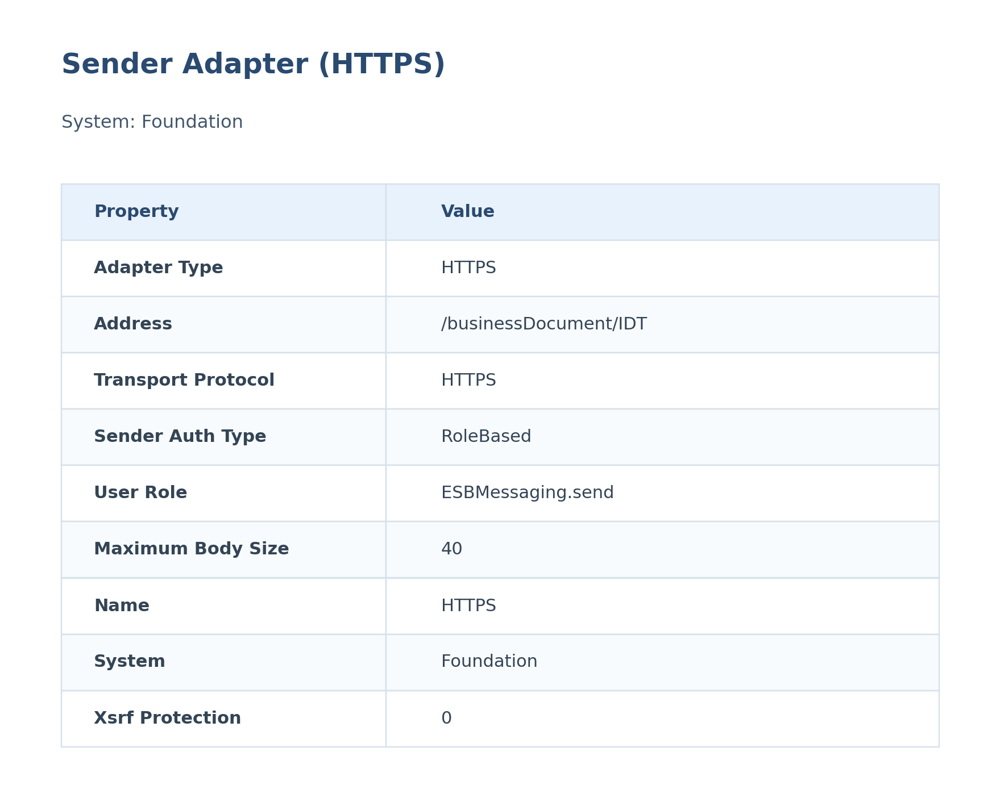 Sender Adapter (HTTPS)
System: Foundation
Property Value
Adapter Type HTTPS
Address /businessDocument/IDT
Transport Protocol HTTPS
Sender Auth Type RoleBased
User Role ESBMessaging.send
Maximum Body Size 40
Name HTTPS
System Foundation
Xsrf Protection 0